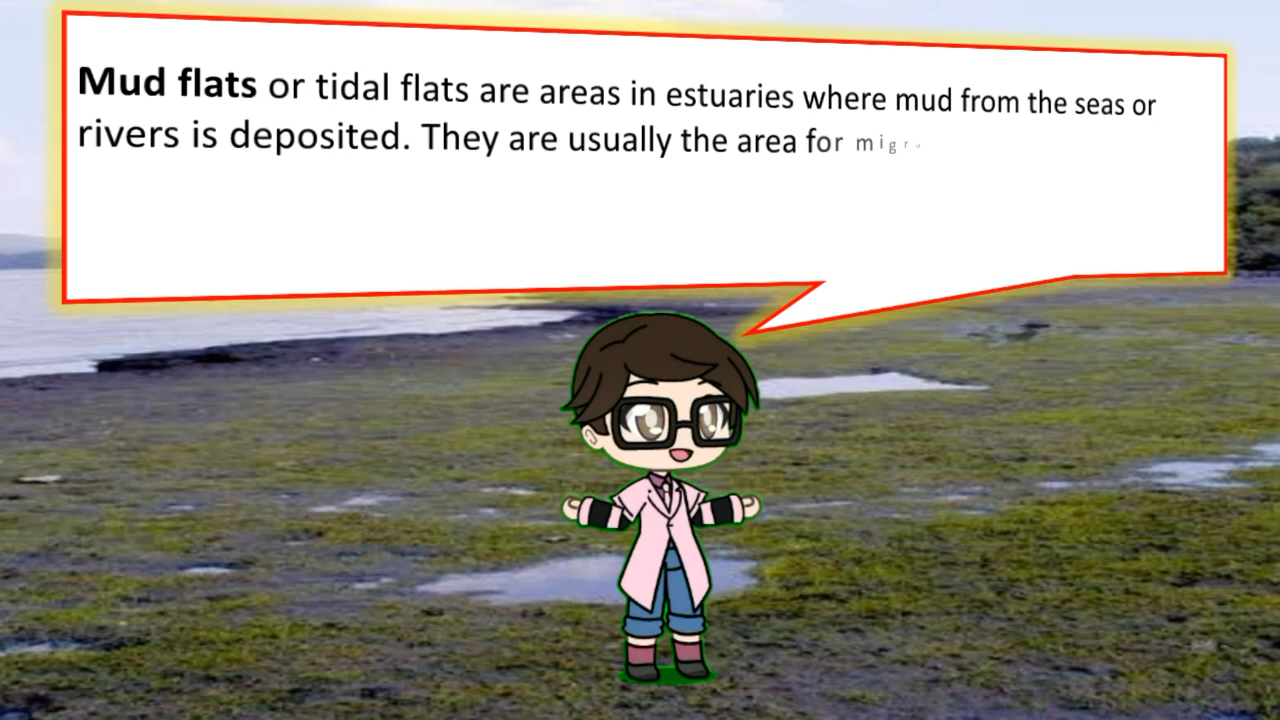 Mud flats or tidal flats are areas in estuaries where mud from the seas or
rivers is deposited. They are usually the area for